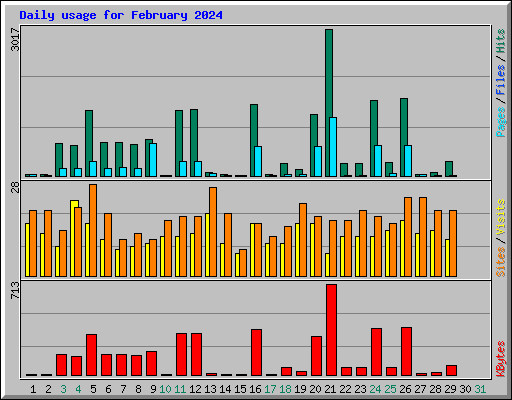 Daily usage for February 2024
3017
Pages / Files / Hits
28
Sites / Visits
713
KBytes
1 2 3 4 5 6 7 8 9 10 11 12 13 14 15 16 17 18 19 20 21 22 23 24 25 26 27 28 29 30 31